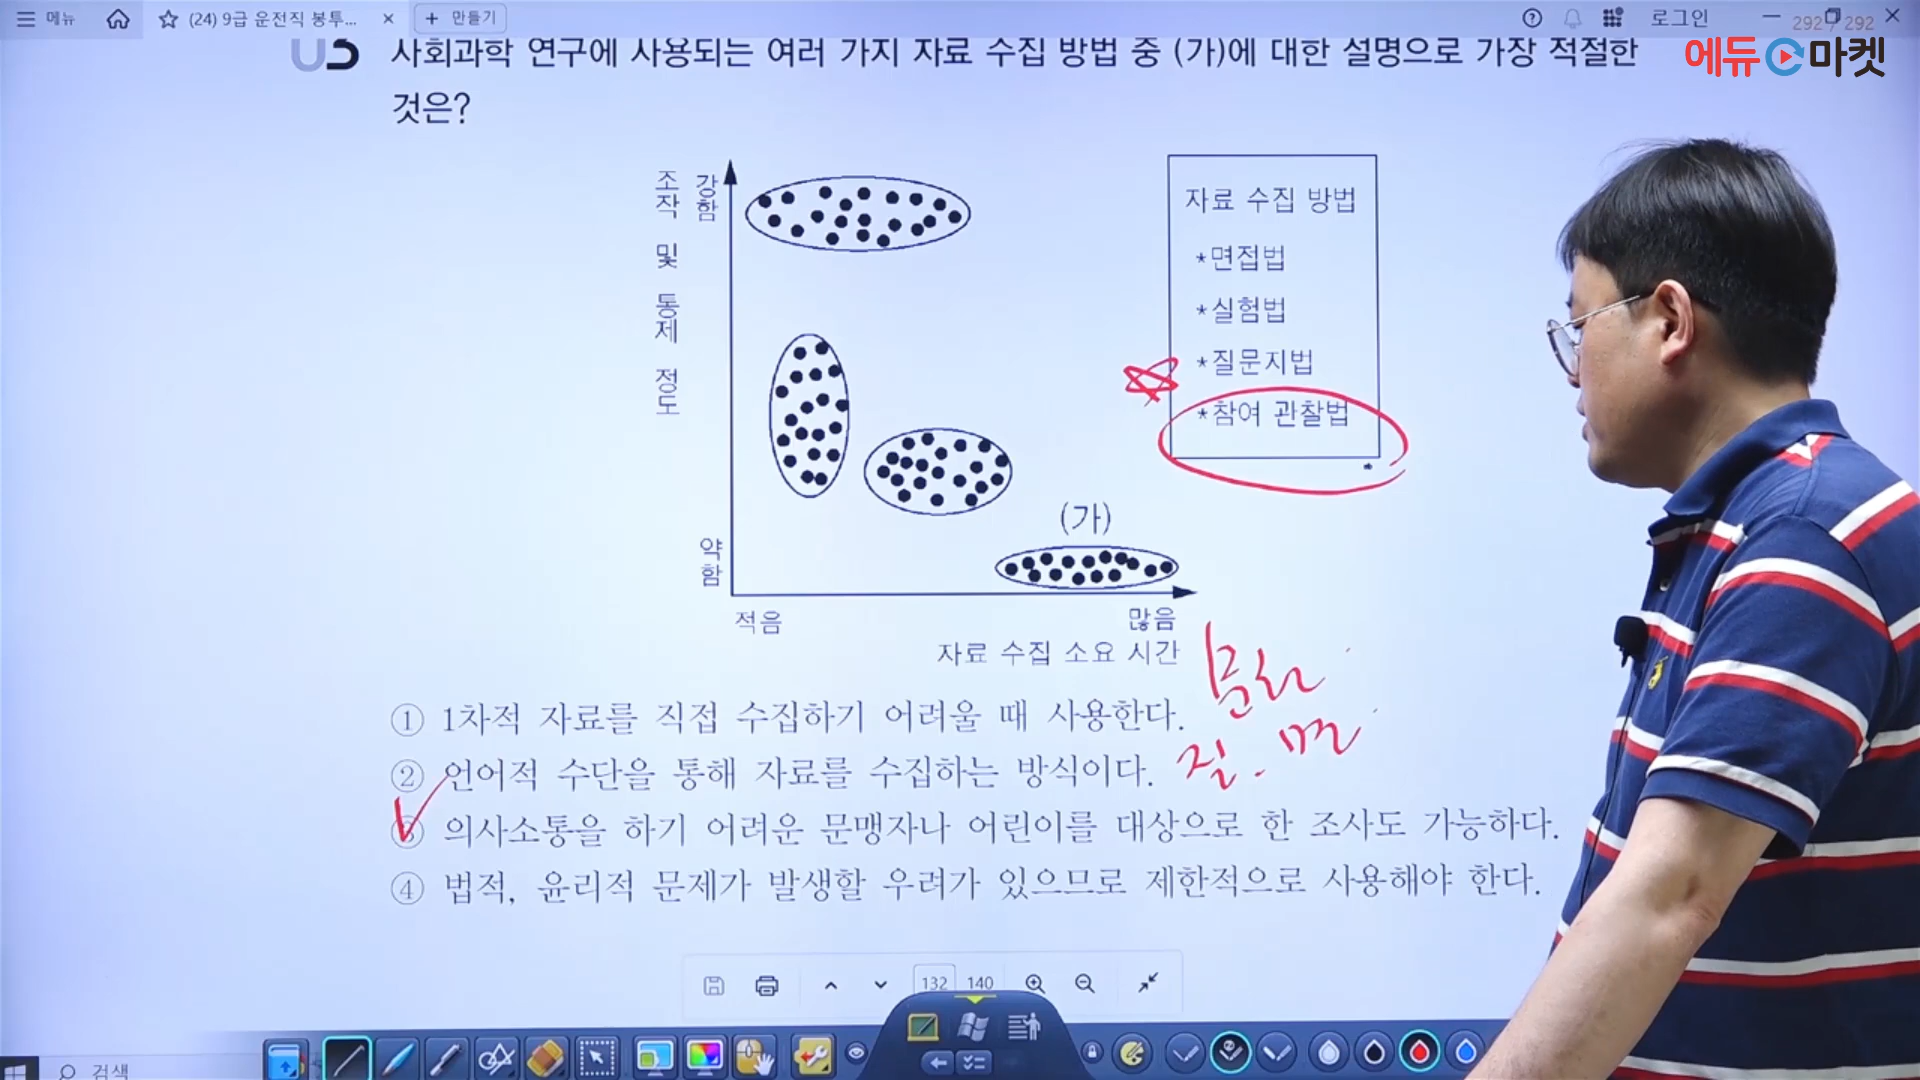 메뉴
(24) 9급 운전직 봉투...
만들기
로그인
292 / 292
에듀마켓
05
사회과학 연구에 사용되는 여러 가지 자료 수집 방법 중 (가)에 대한 설명으로 가장 적절한
것은?
조작 및 통제 정도
강함
약함
(가)
적음
많음
자료 수집 소요 시간
자료 수집 방법
*면접법
*실험법
*질문지법
*참여 관찰법
① 1차적 자료를 직접 수집하기 어려울 때 사용한다.
② 언어적 수단을 통해 자료를 수집하는 방식이다.
③ 의사소통을 하기 어려운 문맹자나 어린이를 대상으로 한 조사도 가능하다.
④ 법적, 윤리적 문제가 발생할 우려가 있으므로 제한적으로 사용해야 한다.
132 140
검색